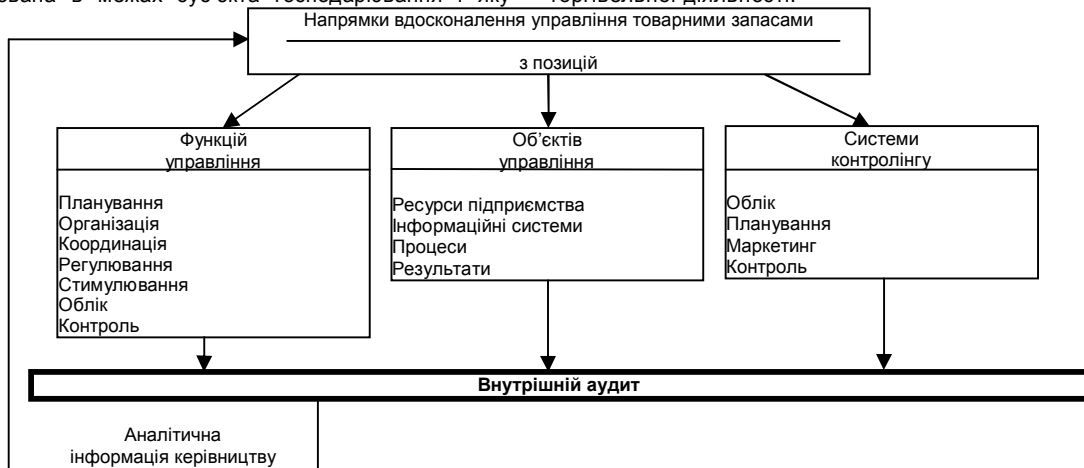 Напрямки вдосконалення управління товарними запасами
з позицій
Функцій
управління
Планування
Організація
Координація
Регулювання
Стимулювання
Облік
Контроль
Об’єктів
управління
Ресурси підприємства
Інформаційні системи
Процеси
Результати
Системи
контролінгу
Облік
Планування
Маркетинг
Контроль
Внутрішній аудит
Аналітична
інформація керівництву